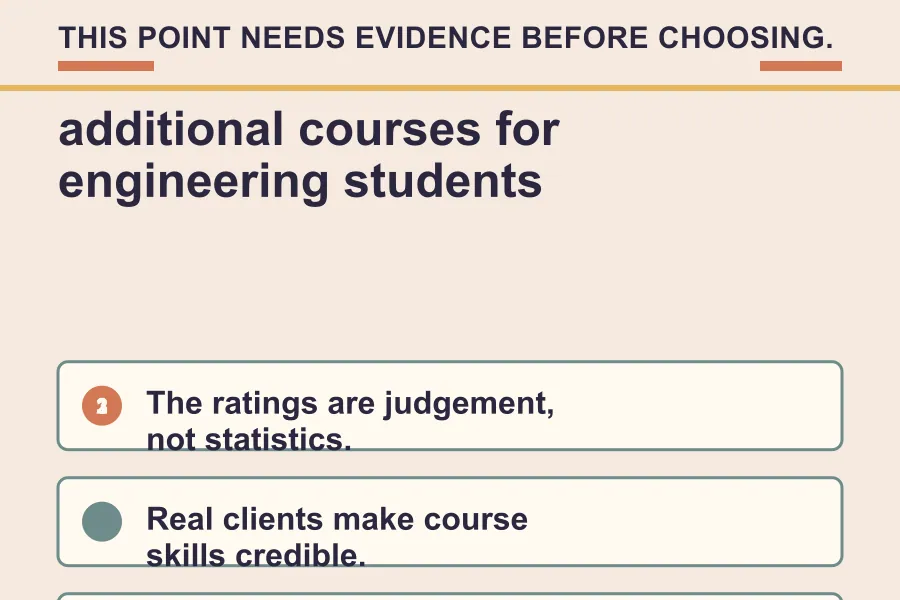 THIS POINT NEEDS EVIDENCE BEFORE CHOOSING.
additional courses for
engineering students
The ratings are judgement,
not statistics.
Real clients make course
skills credible.